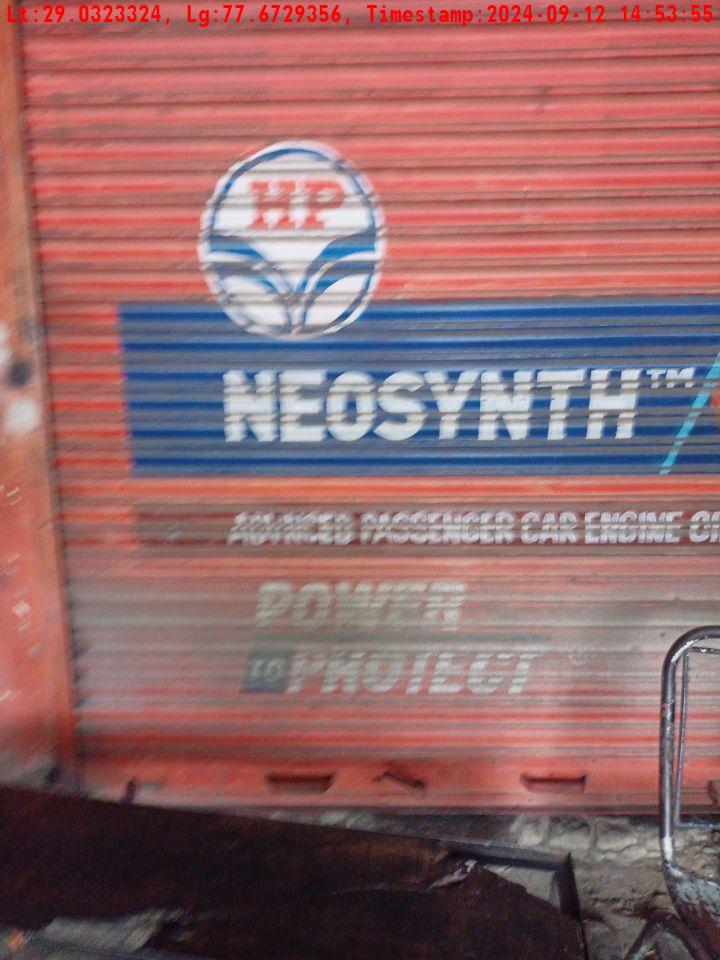 Lt:29.0323324, Lg:77.6729356, Timestamp:2024-09-12 14:53:55
HP
NEOSYNTH™
ADVNCED PASSENGER CAR ENGINE
POWER
TO PROTECT